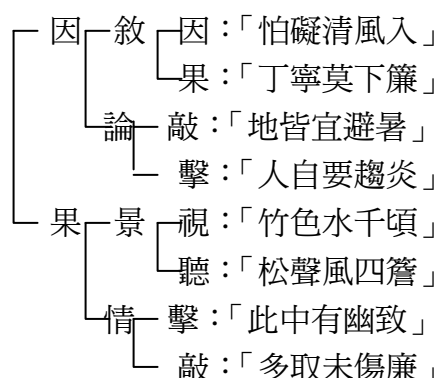 因 敘 因：「怕礙清風入」
果：「丁寧莫下簾」
論 敲：「地皆宜避暑」
擊：「人自要趨炎」
果 景 視：「竹色水千頃」
聽：「松聲風四簷」
情 擊：「此中有幽致」
敲：「多取未傷廉」